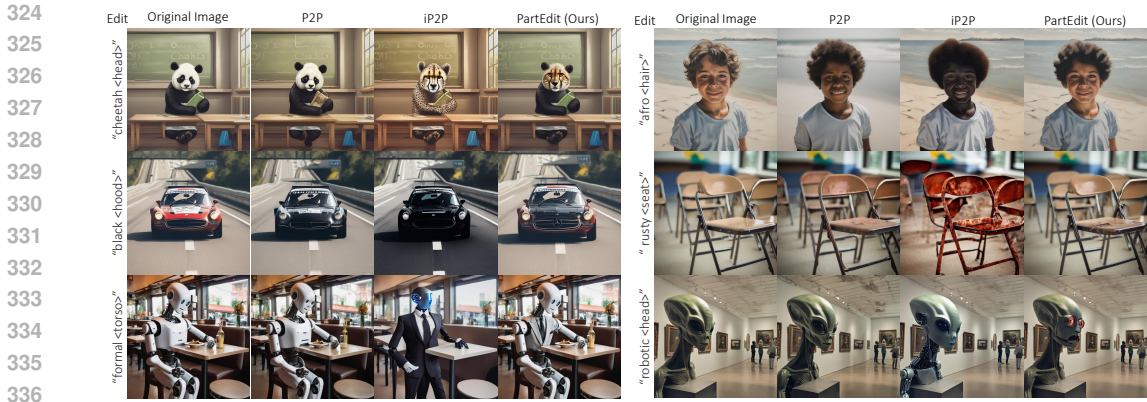 324
325
326
327
328
329
330
331
332
333
334
335
336
Edit Original Image P2P iP2P PartEdit (Ours)
"cheetah <head>"
"black <hood>"
"formal <torso>"
Edit Original Image P2P iP2P PartEdit (Ours)
"afro <hair>"
"rusty <seat>"
"robotic <head>"